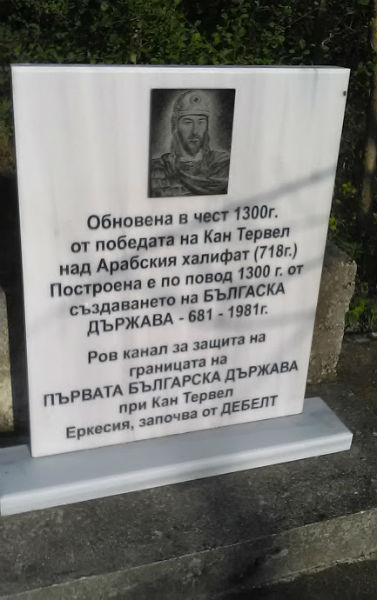 Обновена в чест 1300г.
от победата на Кан Тервел
над Арабския халифат (718г.)
Построена е по повод 1300 г. от
създаването на БЪЛГАСКА
ДЪРЖАВА - 681 - 1981г.
Ров канал за защита на
границата на
ПЪРВАТА БЪЛГАРСКА ДЪРЖАВА
при Кан Тервел
Еркесия, започва от ДЕБЕЛТ